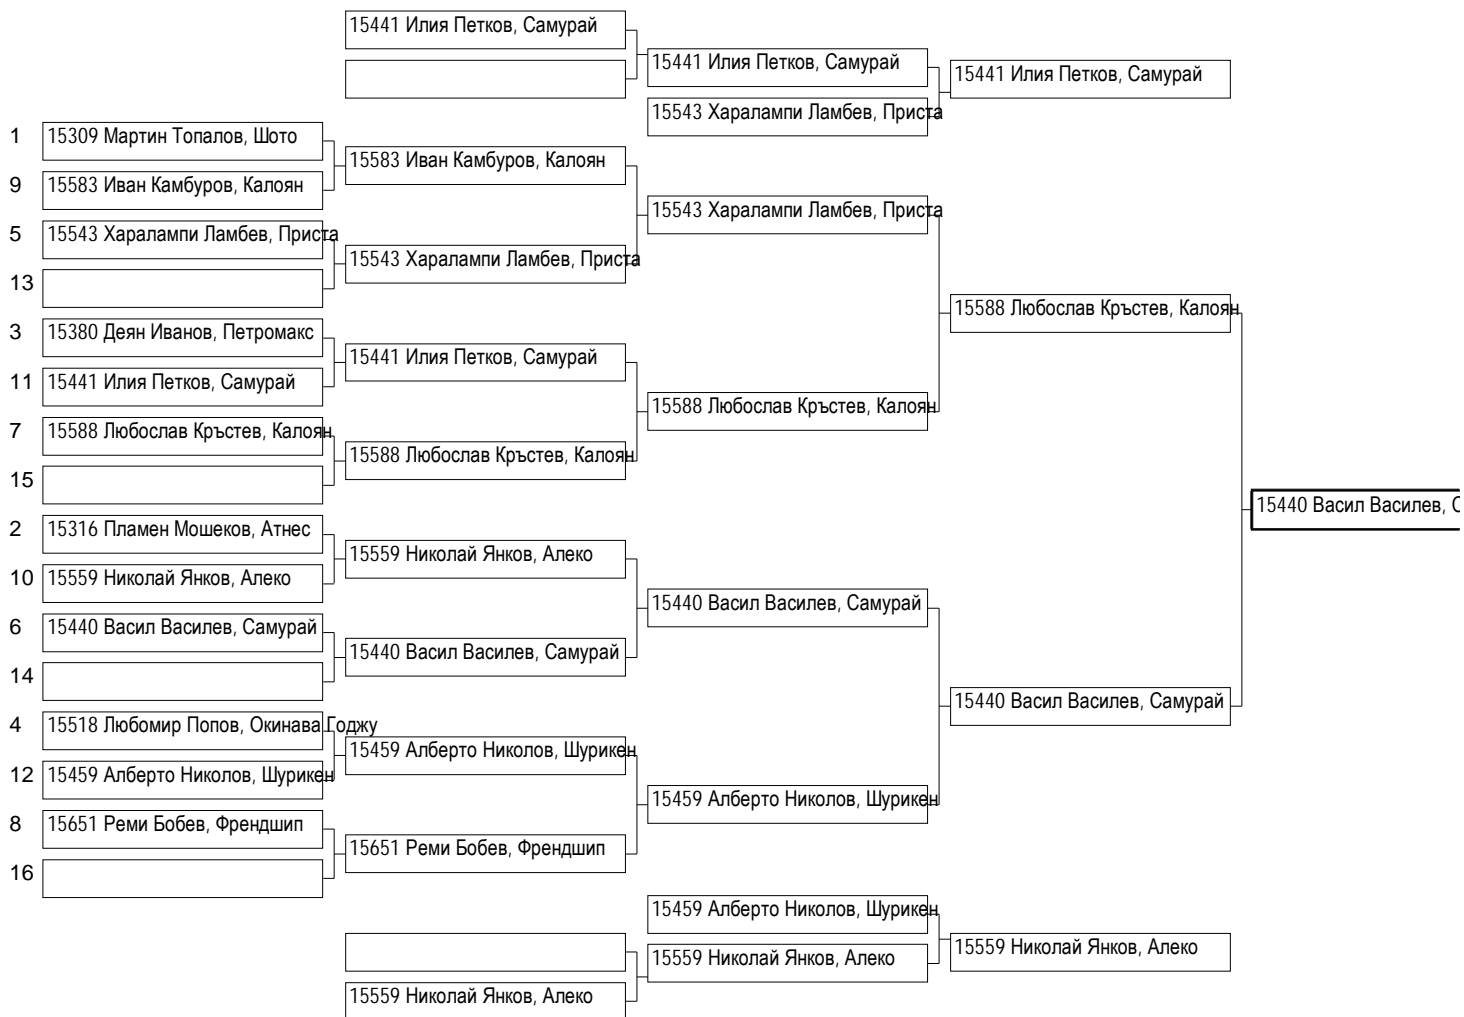 15441 Илия Петков, Самурай
15441 Илия Петков, Самурай
15441 Илия Петков, Самурай
15543 Харалампи Ламбев, Приста
1 15309 Мартин Топалов, Шото
15583 Иван Камбуров, Калоян
9 15583 Иван Камбуров, Калоян
15543 Харалампи Ламбев, Приста
5 15543 Харалампи Ламбев, Приста
15543 Харалампи Ламбев, Приста
13
15588 Любослав Кръстев, Калоян
3 15380 Деян Иванов, Петромакс
15441 Илия Петков, Самурай
11 15441 Илия Петков, Самурай
15588 Любослав Кръстев, Калоян
7 15588 Любослав Кръстев, Калоян
15588 Любослав Кръстев, Калоян
15
15440 Васил Василев, С
2 15316 Пламен Мошеков, Атнес
15559 Николай Янков, Алеко
10 15559 Николай Янков, Алеко
15440 Васил Василев, Самурай
6 15440 Васил Василев, Самурай
15440 Васил Василев, Самурай
14
15440 Васил Василев, Самурай
4 15518 Любомир Попов, Окинава Годжу
15459 Алберто Николов, Шурикен
12 15459 Алберто Николов, Шурикен
15459 Алберто Николов, Шурикен
8 15651 Реми Бобев, Френдшип
15651 Реми Бобев, Френдшип
16
15459 Алберто Николов, Шурикен
15559 Николай Янков, Алеко
15559 Николай Янков, Алеко
15559 Николай Янков, Алеко